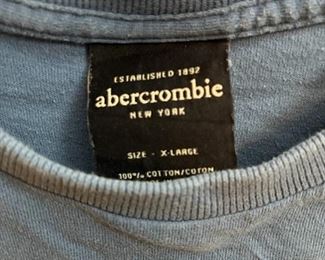 ESTABLISHED 1892
abercrombie
NEW YORK
SIZE - X-LARGE
100% COTTON/COTON